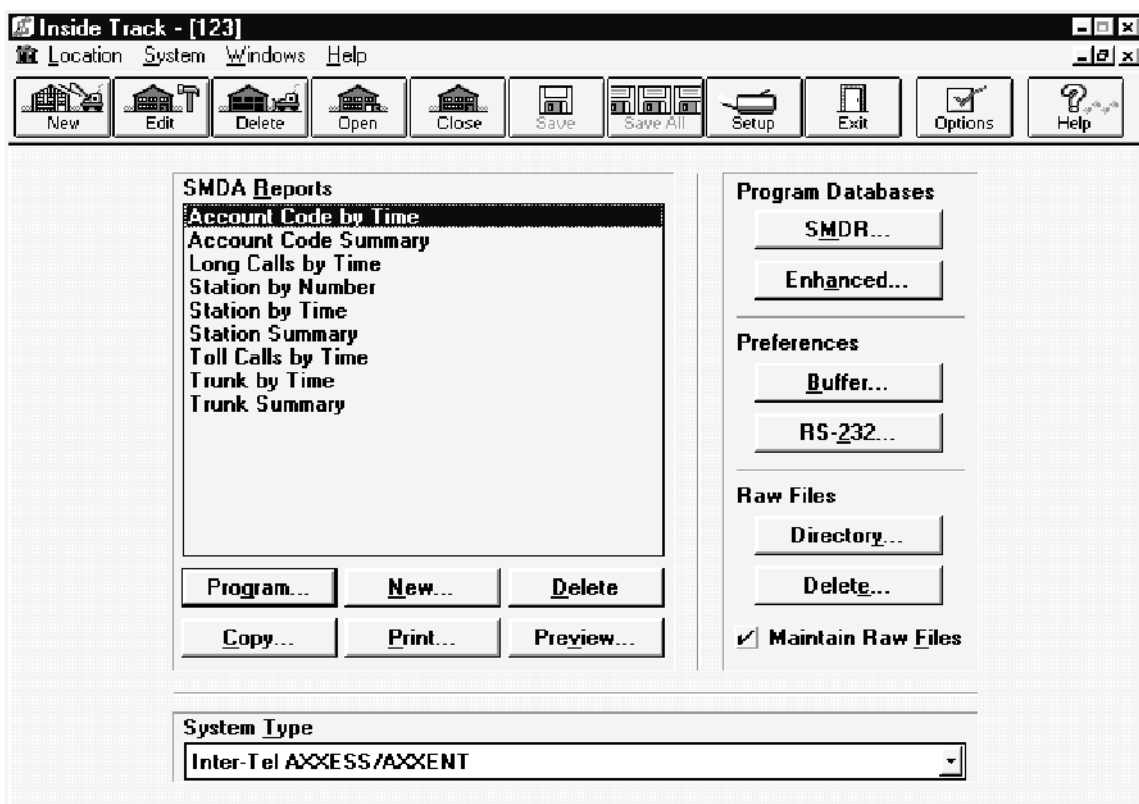 Inside Track - [123]
Location System Windows Help
New Edit Delete Open Close Save Save All Setup Exit Options Help
SMDA Reports
Account Code by Time
Account Code Summary
Long Calls by Time
Station by Number
Station by Time
Station Summary
Toll Calls by Time
Trunk by Time
Trunk Summary
Program... New... Delete
Copy... Print... Preview...
Program Databases
SMDR...
Enhanced...
Preferences
Buffer...
RS-232...
Raw Files
Directory...
Delete...
Maintain Raw Files
System Type
Inter-Tel AXXESS/AXXENT